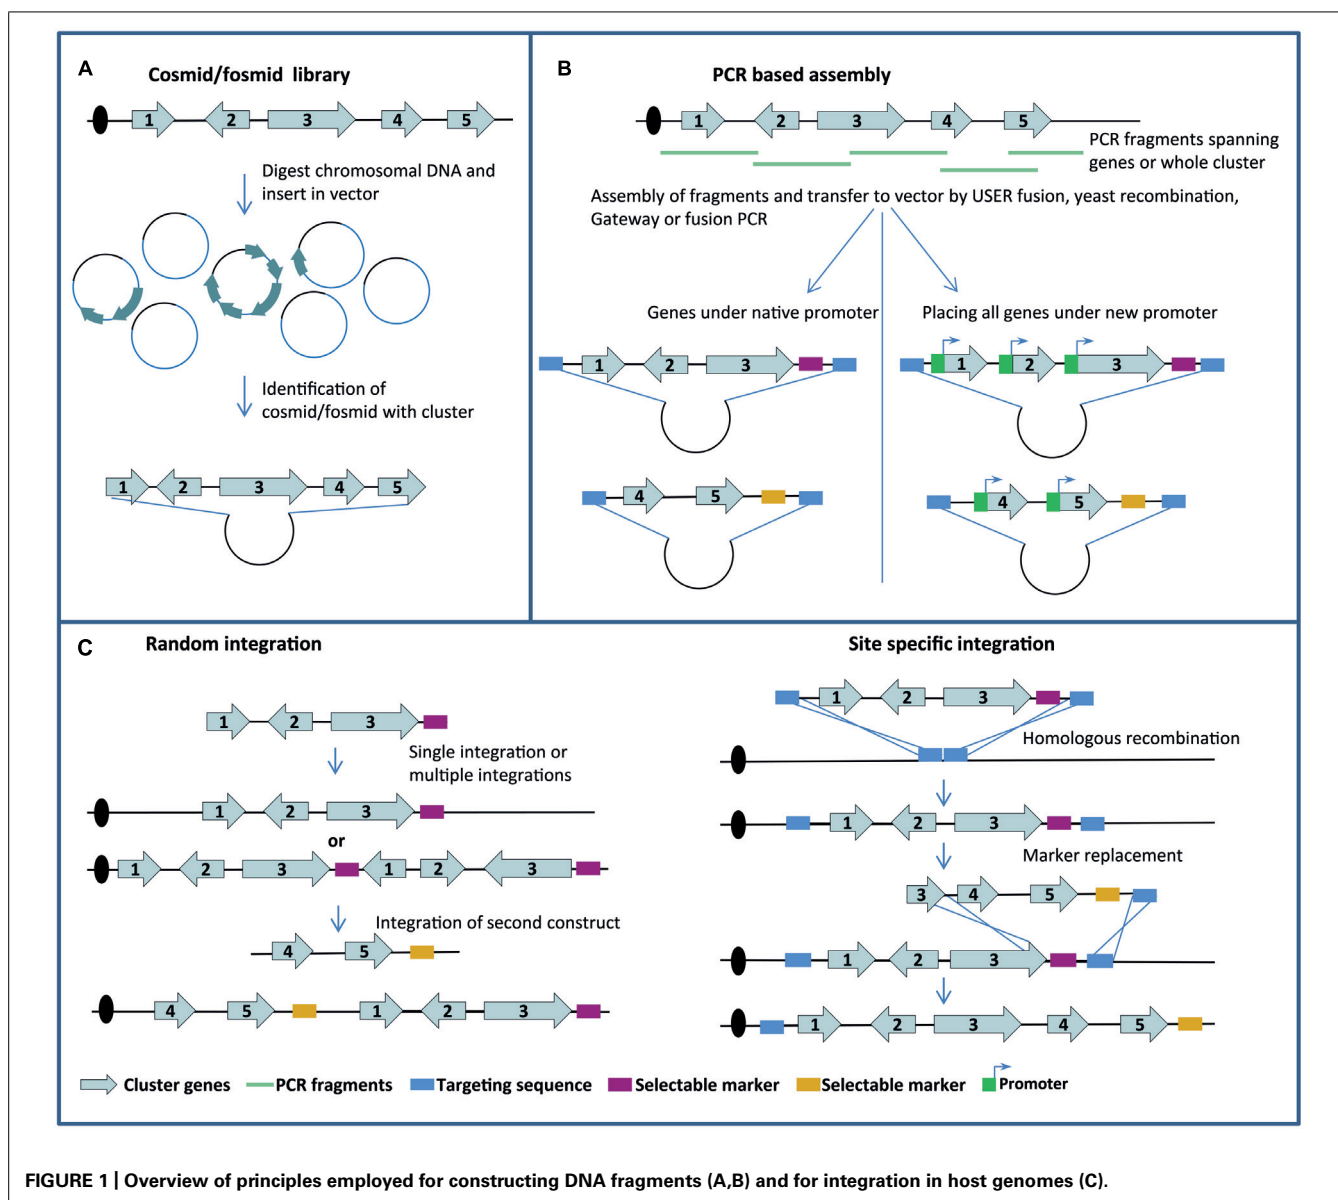 A
Cosmid/fosmid library
1 2 3 4 5
Digest chromosomal DNA and
insert in vector
Identification of
cosmid/fosmid with cluster
1 2 3 4 5
B
PCR based assembly
1 2 3 4 5
PCR fragments spanning
genes or whole cluster
Assembly of fragments and transfer to vector by USER fusion, yeast recombination,
Gateway or fusion PCR
Genes under native promoter
1 2 3
4 5
Placing all genes under new promoter
1 2 3
4 5
C
Random integration
1 2 3
Single integration or
multiple integrations
1 2 3
or
1 2 3 1 2 3
Integration of second construct
4 5
4 5 1 2 3
Site specific integration
1 2 3
Homologous recombination
1 2 3
Marker replacement
3 4 5
1 2 3
1 2 3 4 5
Cluster genes
PCR fragments
Targeting sequence
Selectable marker
Selectable marker
Promoter
FIGURE 1 | Overview of principles employed for constructing DNA fragments (A,B) and for integration in host genomes (C).